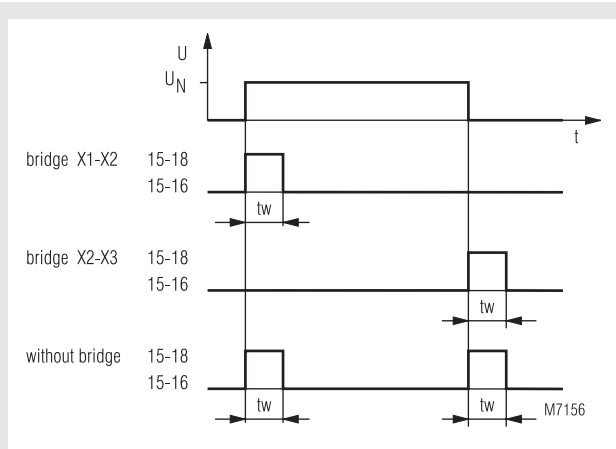 U
U_N
t
bridge X1-X2 15-18
15-16
tw
bridge X2-X3 15-18
15-16
tw
without bridge 15-18
15-16
tw tw M7156